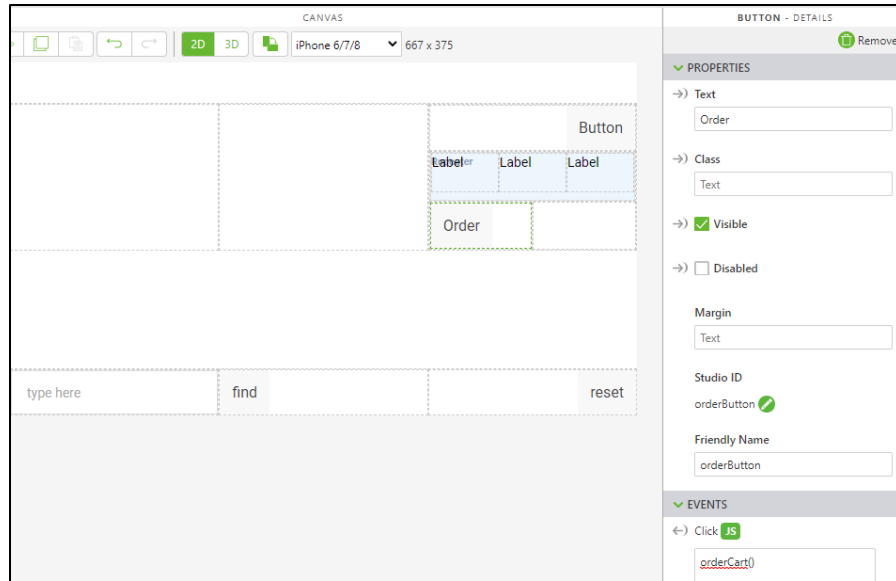 CANVAS
2D
3D
iPhone 6/7/8
667 x 375
Button
Label
Label
Label
Order
type here
find
reset
BUTTON - DETAILS
Remove
PROPERTIES
Text
Order
Class
Text
Visible
Disabled
Margin
Text
Studio ID
orderButton
Friendly Name
orderButton
EVENTS
Click JS
orderCart()